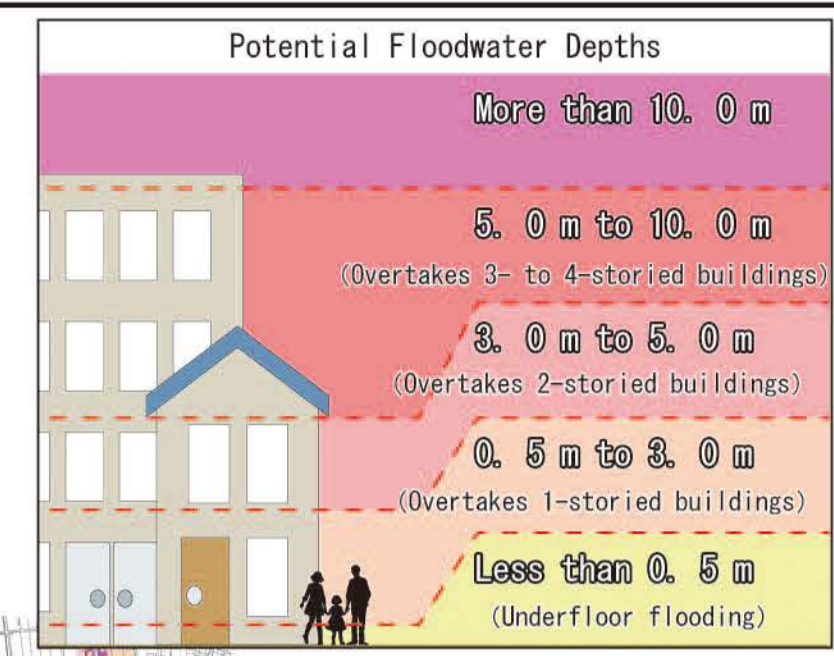 Potential Floodwater Depths
More than 10. 0 m
5. 0 m to 10. 0 m
(Overtakes 3- to 4-storied buildings)
3. 0 m to 5. 0 m
(Overtakes 2-storied buildings)
0. 5 m to 3. 0 m
(Overtakes 1-storied buildings)
Less than 0. 5 m
(Underfloor flooding)